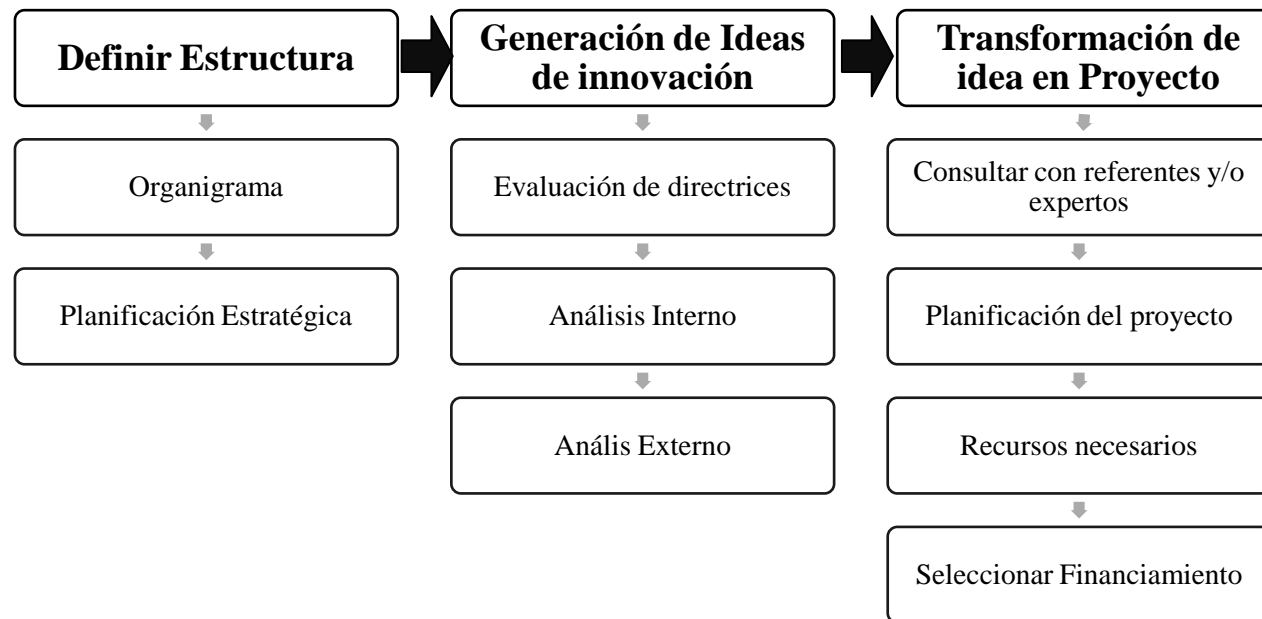 Definir Estructura
Organigrama
Planificación Estratégica
Generación de Ideas
de innovación
Evaluación de directrices
Análisis Interno
Anális Externo
Transformación de
idea en Proyecto
Consultar con referentes y/o
expertos
Planificación del proyecto
Recursos necesarios
Seleccionar Financiamiento